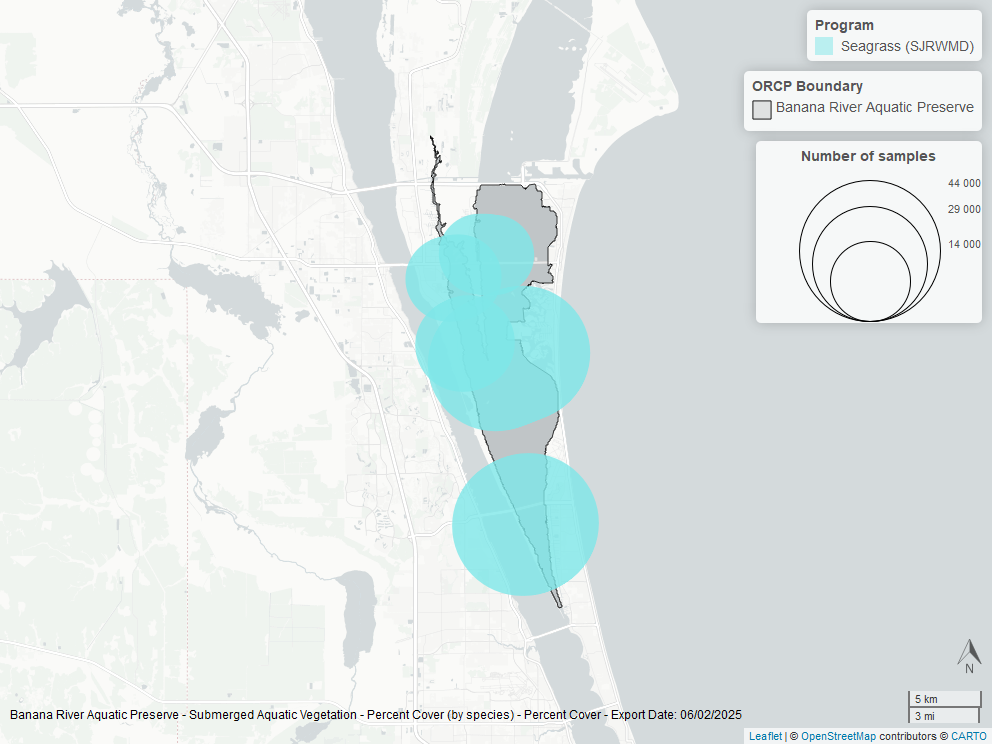 Program
Seagrass (SJRWMD)
ORCP Boundary
Banana River Aquatic Preserve
Number of samples
44 000
29 000
14 000
N
5 km
3 mi
Banana River Aquatic Preserve - Submerged Aquatic Vegetation - Percent Cover (by species) - Percent Cover - Export Date: 06/02/2025
Leaflet | © OpenStreetMap contributors © CARTO